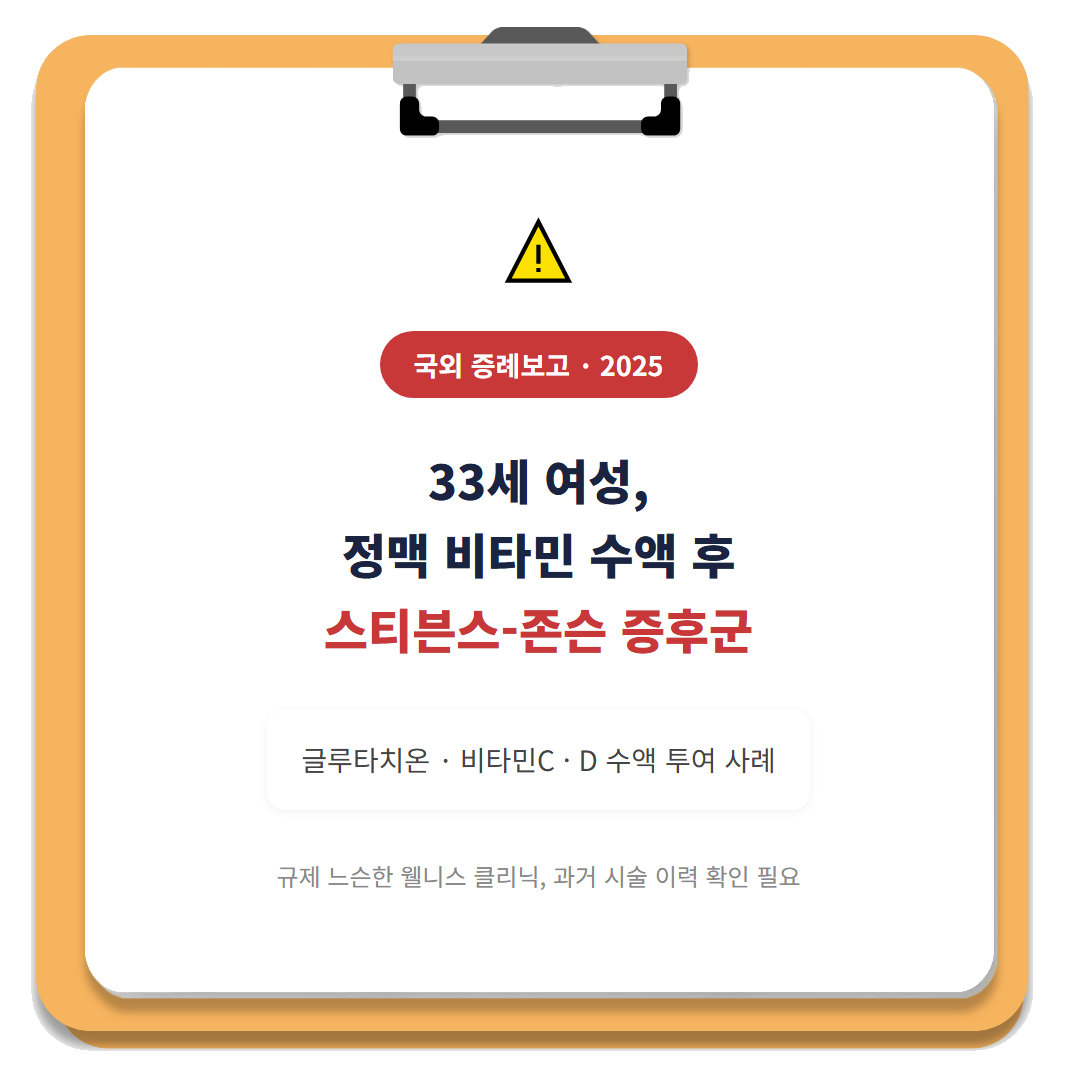 !
국외 증례보고 · 2025
33세 여성,
정맥 비타민 수액 후
스티븐스-존슨 증후군
글루타치온 · 비타민C · D 수액 투여 사례
규제 느슨한 웰니스 클리닉, 과거 시술 이력 확인 필요